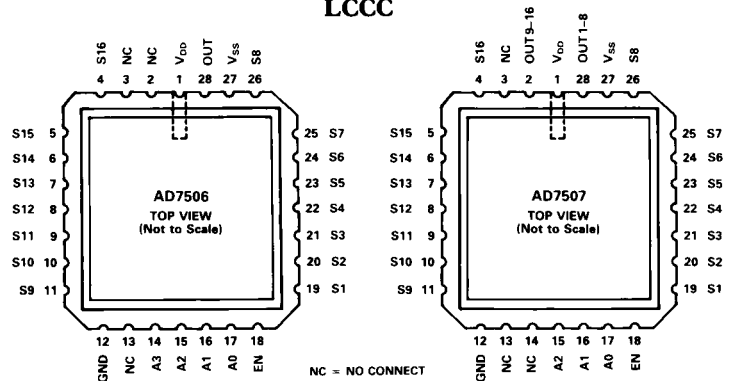 LCCC
S16 NC NC VDD OUT VSS S8
4 3 2 1 28 27 26
S15 5
S14 6
S13 7
S12 8
S11 9
S10 10
S9 11
AD7506
TOP VIEW
(Not to Scale)
25 S7
24 S6
23 S5
22 S4
21 S3
20 S2
19 S1
12 13 14 15 16 17 18
GND NC A3 A2 A1 A0 EN
S16 NC OUT 9-16 VDD OUT 1-8 VSS S8
4 3 2 1 28 27 26
S15 5
S14 6
S13 7
S12 8
S11 9
S10 10
S9 11
AD7507
TOP VIEW
(Not to Scale)
25 S7
24 S6
23 S5
22 S4
21 S3
20 S2
19 S1
12 13 14 15 16 17 18
GND NC NC A2 A1 A0 EN
NC = NO CONNECT